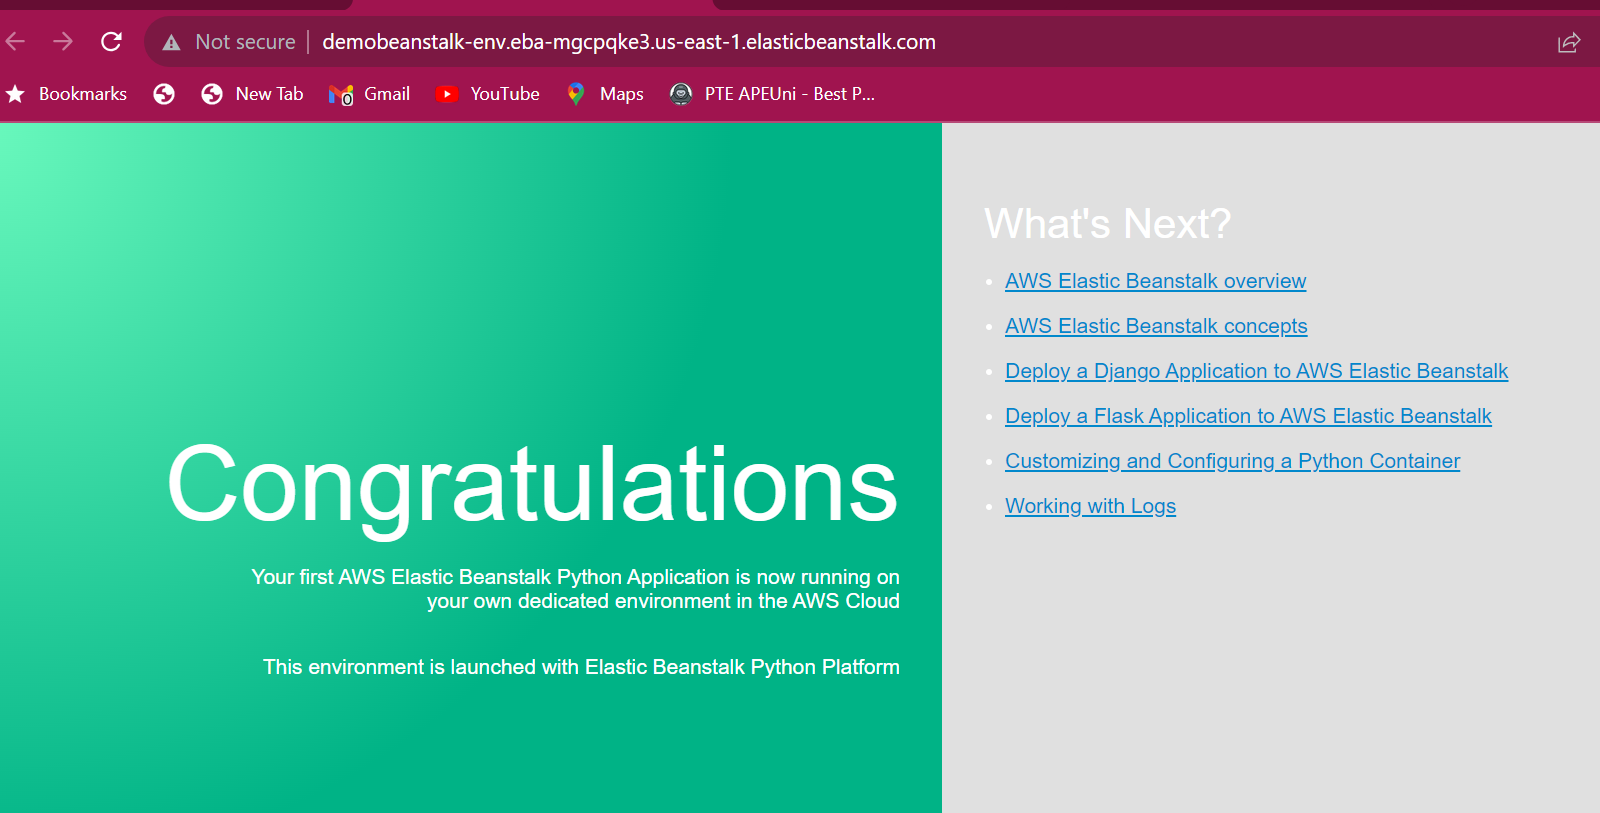 Not secure
demobeanstalk-env.eba-mgcpqke3.us-east-1.elasticbeanstalk.com
Bookmarks
New Tab
0
Gmail
YouTube
Maps
PTE APEUni - Best P...
Congratulations
Your first AWS Elastic Beanstalk Python Application is now running on
your own dedicated environment in the AWS Cloud
This environment is launched with Elastic Beanstalk Python Platform
What's Next?
AWS Elastic Beanstalk overview
AWS Elastic Beanstalk concepts
Deploy a Django Application to AWS Elastic Beanstalk
Deploy a Flask Application to AWS Elastic Beanstalk
Customizing and Configuring a Python Container
Working with Logs